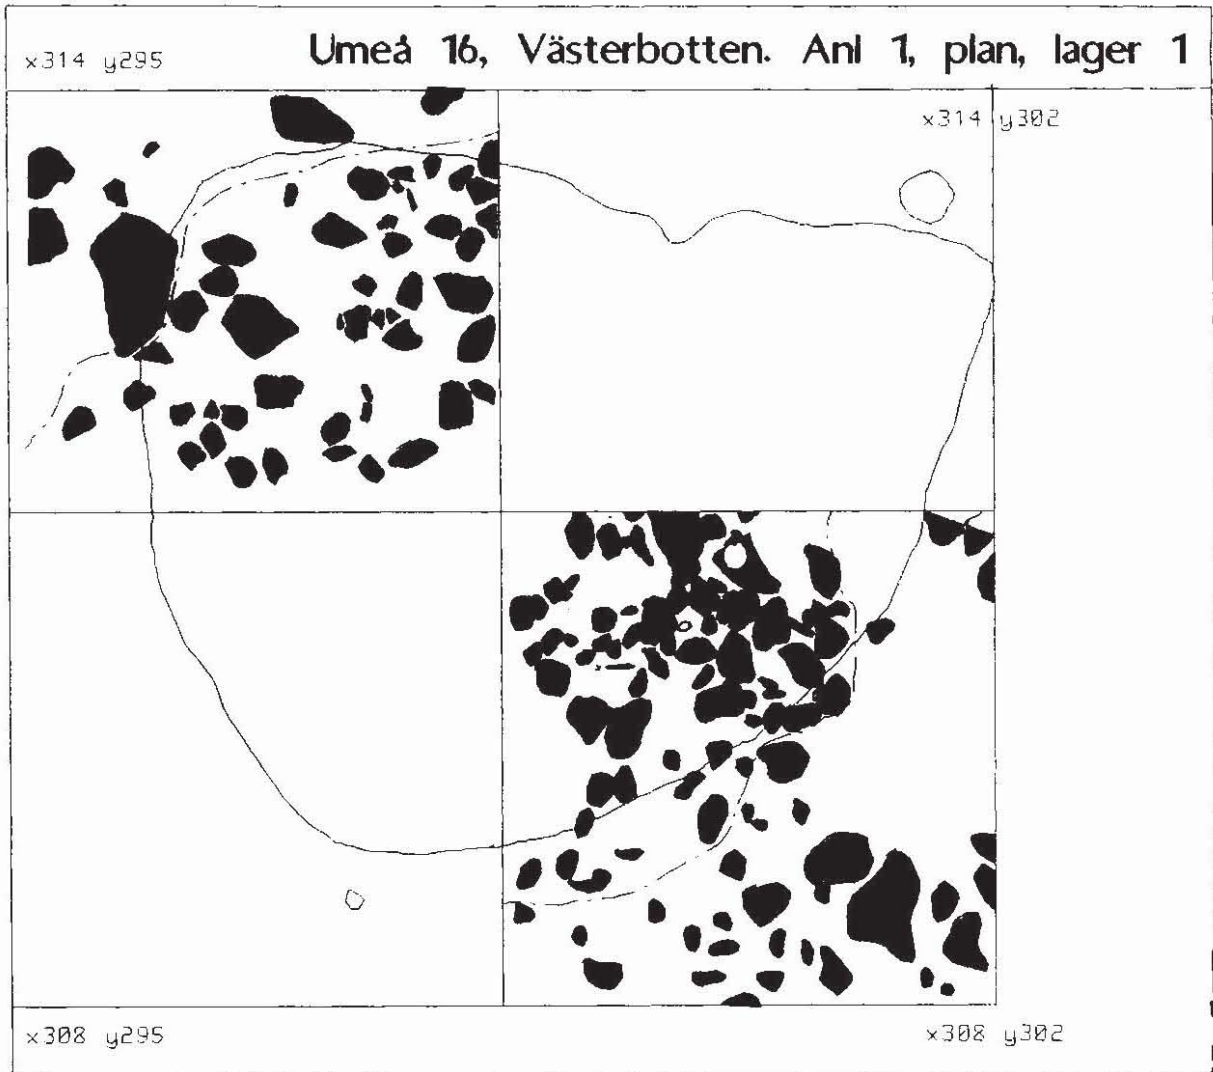 Umeå 16, Västerbotten. Anl 1, plan, lager 1
x314 y295
x314 y302
x308 y295
x308 y302